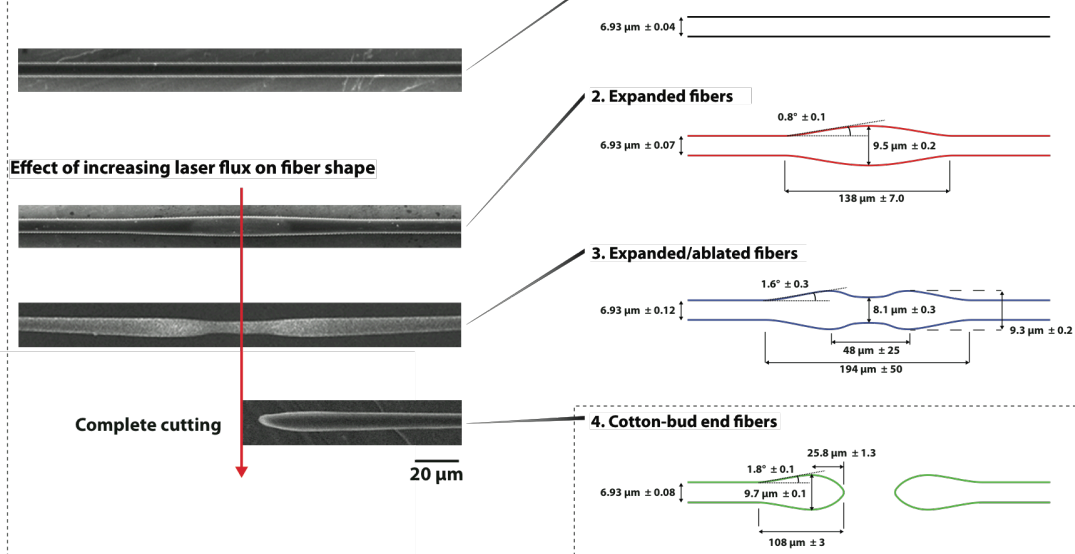 6.93 µm ± 0.04
2. Expanded fibers
0.8° ± 0.1
6.93 µm ± 0.07
9.5 µm ± 0.2
138 µm ± 7.0
Effect of increasing laser flux on fiber shape
3. Expanded/ablated fibers
1.6° ± 0.3
6.93 µm ± 0.12
8.1 µm ± 0.3
9.3 µm ± 0.2
48 µm ± 25
194 µm ± 50
Complete cutting
20 µm
4. Cotton-bud end fibers
25.8 µm ± 1.3
1.8° ± 0.1
6.93 µm ± 0.08
9.7 µm ± 0.1
108 µm ± 3